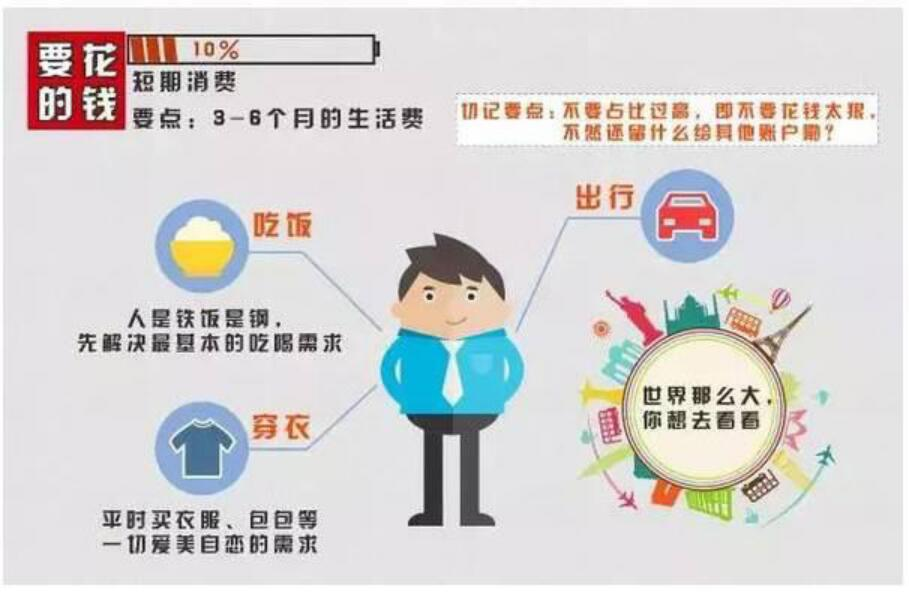 要花
的钱
10%
短期消费
要点：3-6个月的生活费
切记要点：不要占比过高，即不要花钱太狠，
不然还留什么给其他账户嘞？
吃饭
人是铁饭是钢，
先解决最基本的吃喝需求
出行
世界那么大，
你想去看看
穿衣
平时买衣服、包包等
一切爱美自恋的需求